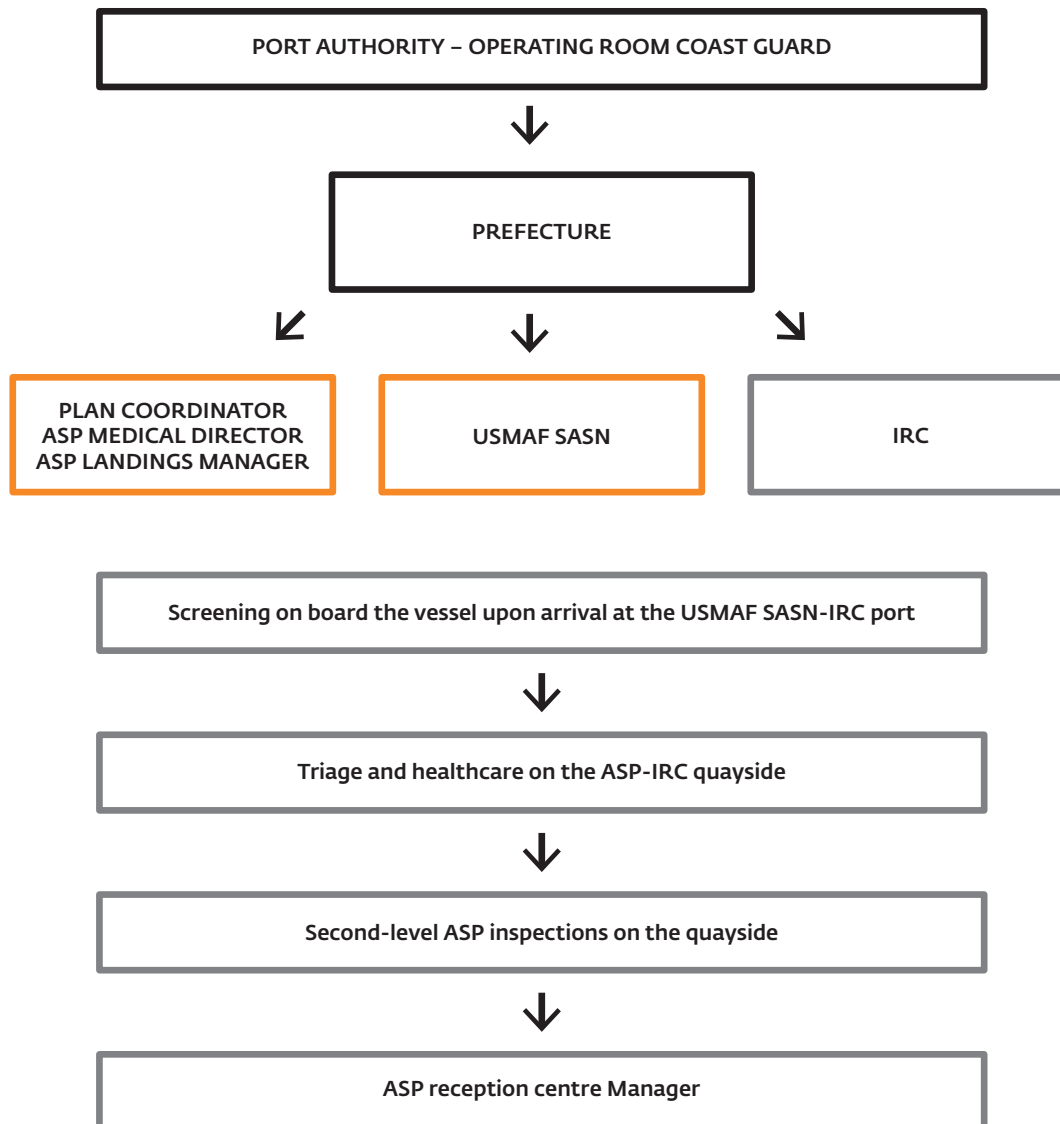 PORT AUTHORITY – OPERATING ROOM COAST GUARD
PREFECTURE
PLAN COORDINATOR
ASP MEDICAL DIRECTOR
ASP LANDINGS MANAGER
USMAF SASN
IRC
Screening on board the vessel upon arrival at the USMAF SASN-IRC port
Triage and healthcare on the ASP-IRC quayside
Second-level ASP inspections on the quayside
ASP reception centre Manager